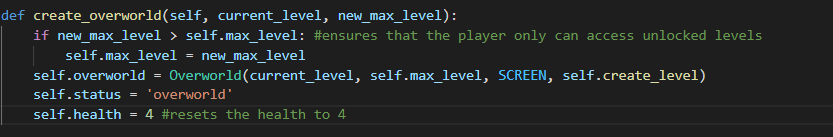 def create_overworld(self, current_level, new_max_level):
    if new_max_level > self.max_level: #ensures that the player only can access unlocked levels
        self.max_level = new_max_level
    self.overworld = Overworld(current_level, self.max_level, SCREEN, self.create_level)
    self.status = 'overworld'
    self.health = 4 #resets the health to 4